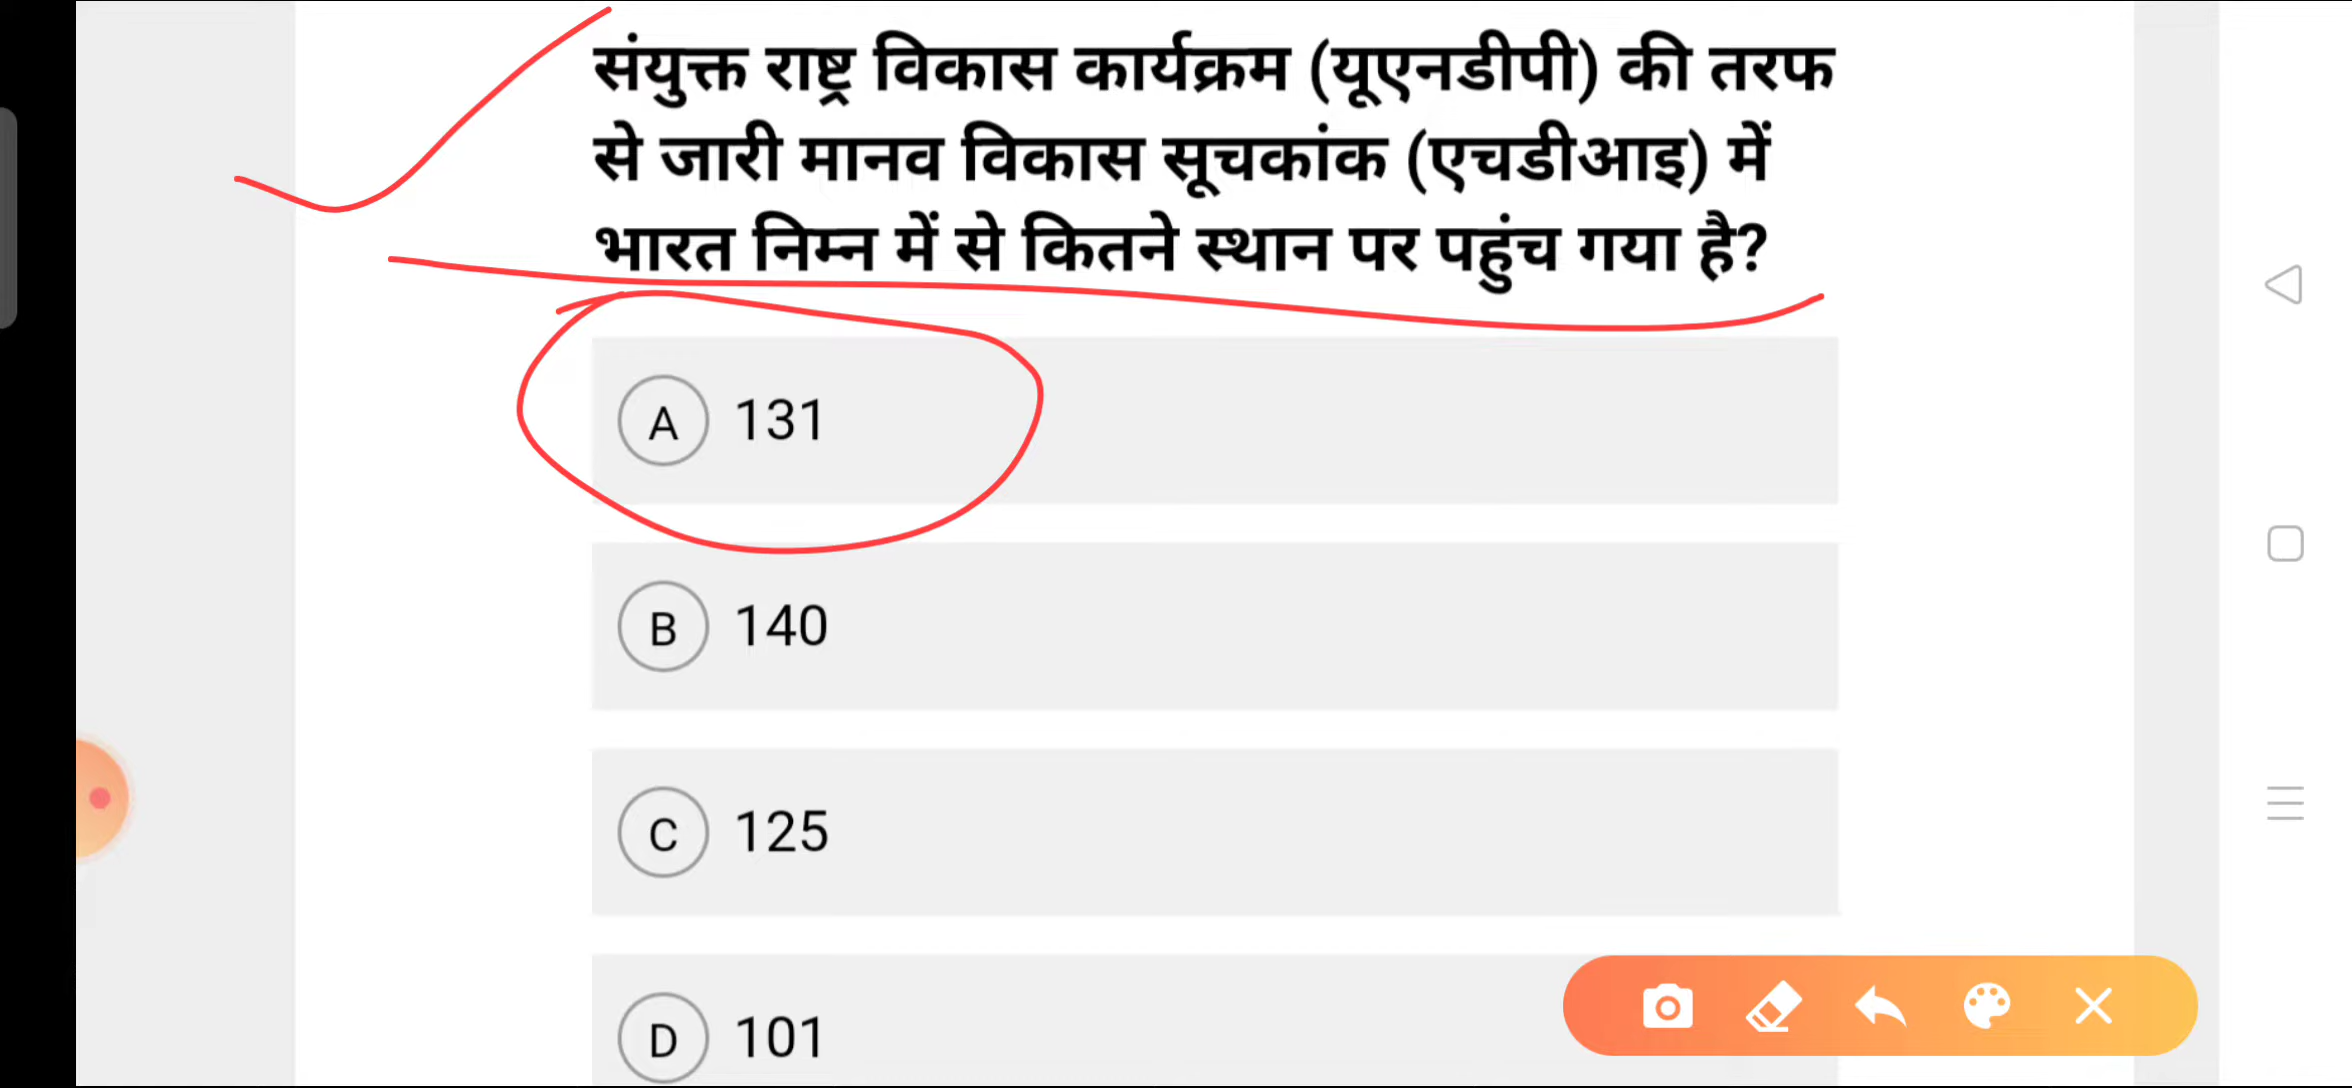 संयुक्त राष्ट्र विकास कार्यक्रम (यूएनडीपी) की तरफ
से जारी मानव विकास सूचकांक (एचडीआइ) में
भारत निम्न में से कितने स्थान पर पहुंच गया है?
A 131
B 140
C 125
D 101